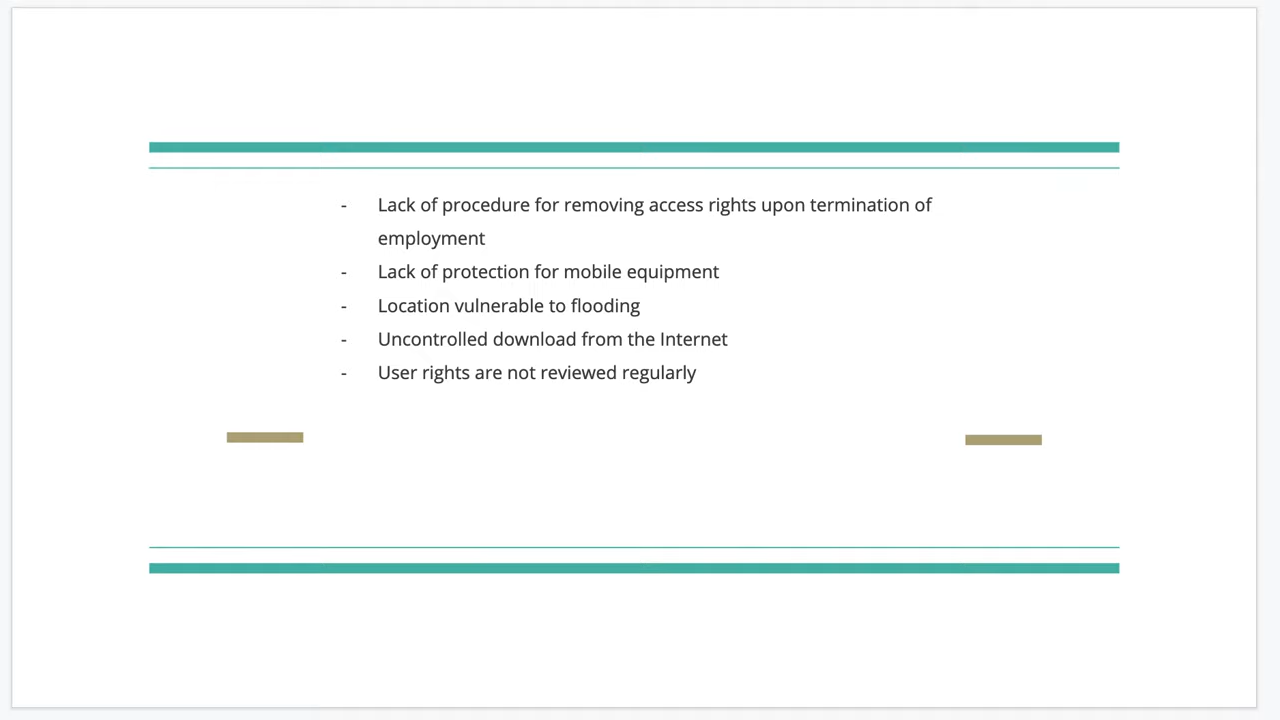 - Lack of procedure for removing access rights upon termination of
employment
- Lack of protection for mobile equipment
- Location vulnerable to flooding
- Uncontrolled download from the Internet
- User rights are not reviewed regularly